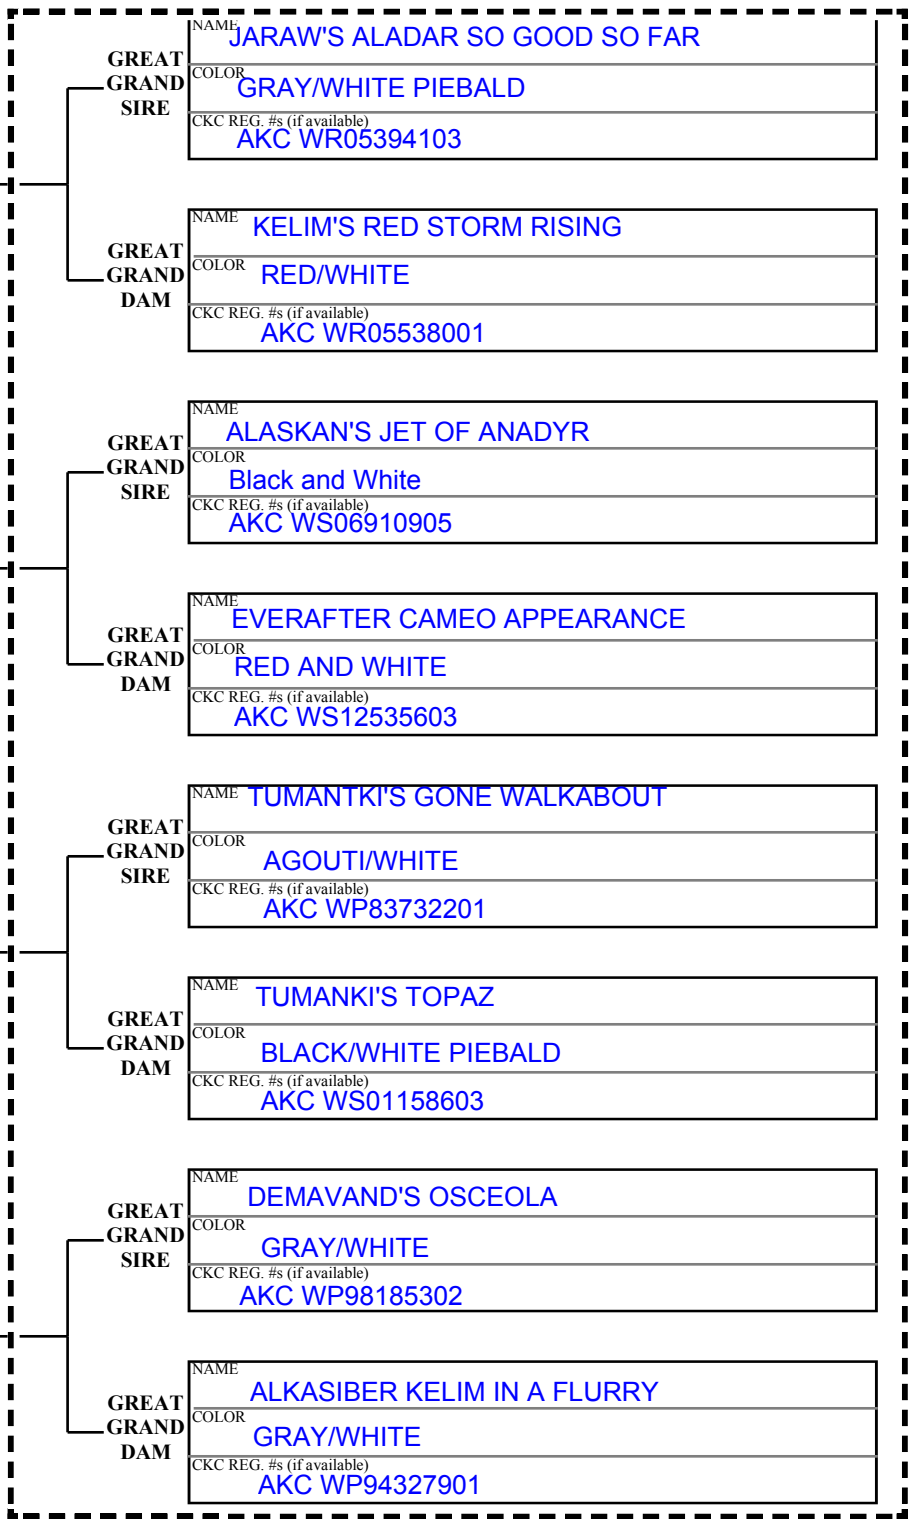 NAME JARAW'S ALADAR SO GOOD SO FAR
GREAT GRAND SIRE
COLOR GRAY/WHITE PIEBALD
CKC REG. #s (if available)
AKC WR05394103
NAME KELIM'S RED STORM RISING
GREAT GRAND DAM
COLOR RED/WHITE
CKC REG. #s (if available)
AKC WR05538001
NAME
ALASKAN'S JET OF ANADYR
GREAT GRAND SIRE
COLOR
Black and White
CKC REG. #s (if available)
AKC WS06910905
NAME
EVERAFTER CAMEO APPEARANCE
GREAT GRAND DAM
COLOR
RED AND WHITE
CKC REG. #s (if available)
AKC WS12535603
NAME TUMANTKI'S GONE WALKABOUT
GREAT GRAND SIRE
COLOR
AGOUTI/WHITE
CKC REG. #s (if available)
AKC WP83732201
NAME
TUMANKI'S TOPAZ
GREAT GRAND DAM
COLOR
BLACK/WHITE PIEBALD
CKC REG. #s (if available)
AKC WS01158603
NAME
DEMAVAND'S OSCEOLA
GREAT GRAND SIRE
COLOR
GRAY/WHITE
CKC REG. #s (if available)
AKC WP98185302
NAME
ALKASIBER KELIM IN A FLURRY
GREAT GRAND DAM
COLOR
GRAY/WHITE
CKC REG. #s (if available)
AKC WP94327901